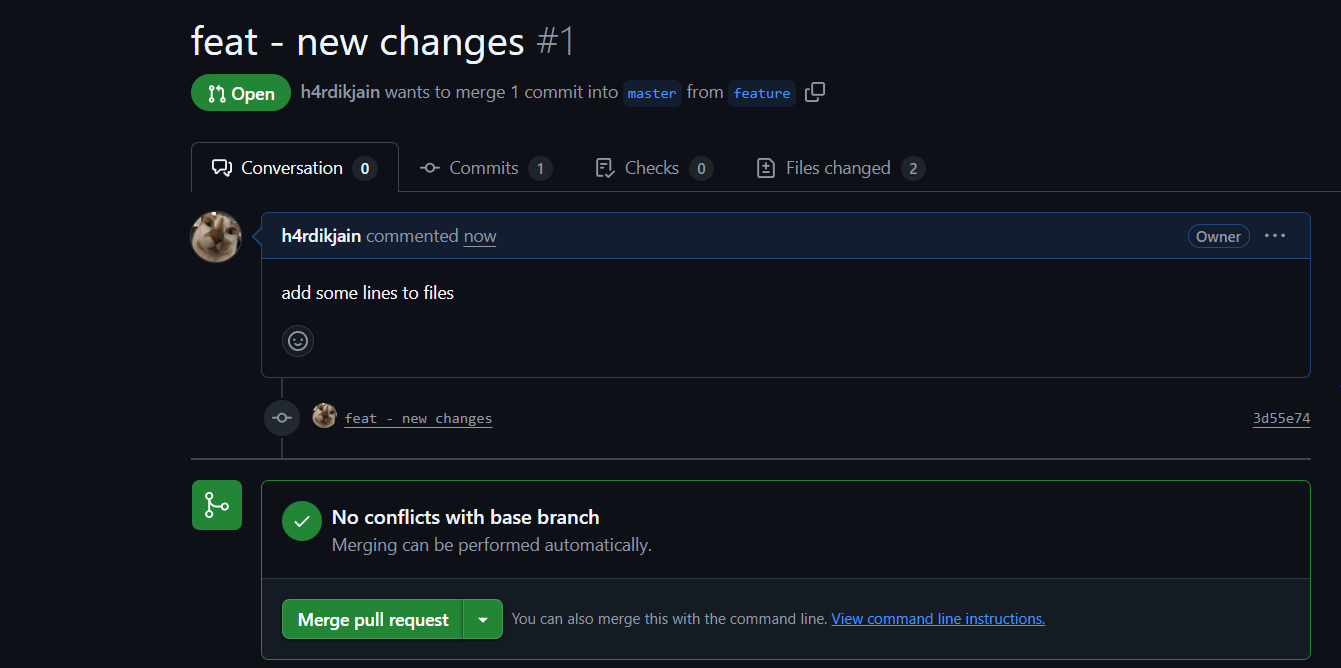 feat - new changes #1
Open h4rdikjain wants to merge 1 commit into master from feature
Conversation 0 Commits 1 Checks 0 Files changed 2
h4rdikjain commented now Owner
add some lines to files
feat - new changes 3d55e74
No conflicts with base branch
Merging can be performed automatically.
Merge pull request You can also merge this with the command line. View command line instructions.